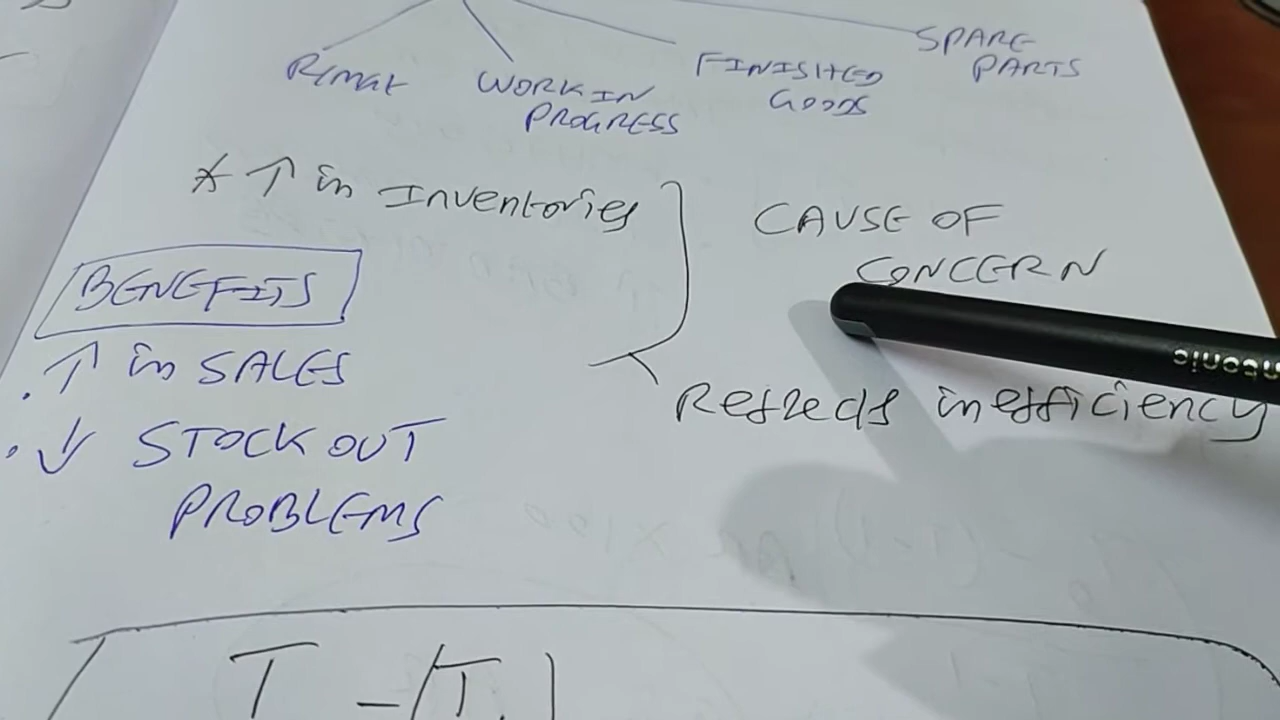 R/mat
WORK IN
PROGRESS
FINISHED
GOODS
SPARE
PARTS
* ↑ in Inventories
CAUSE OF
CONCERN
Reflects inefficiency
BENEFITS
. ↑ in SALES
. ↓ STOCK OUT
PROBLEMS